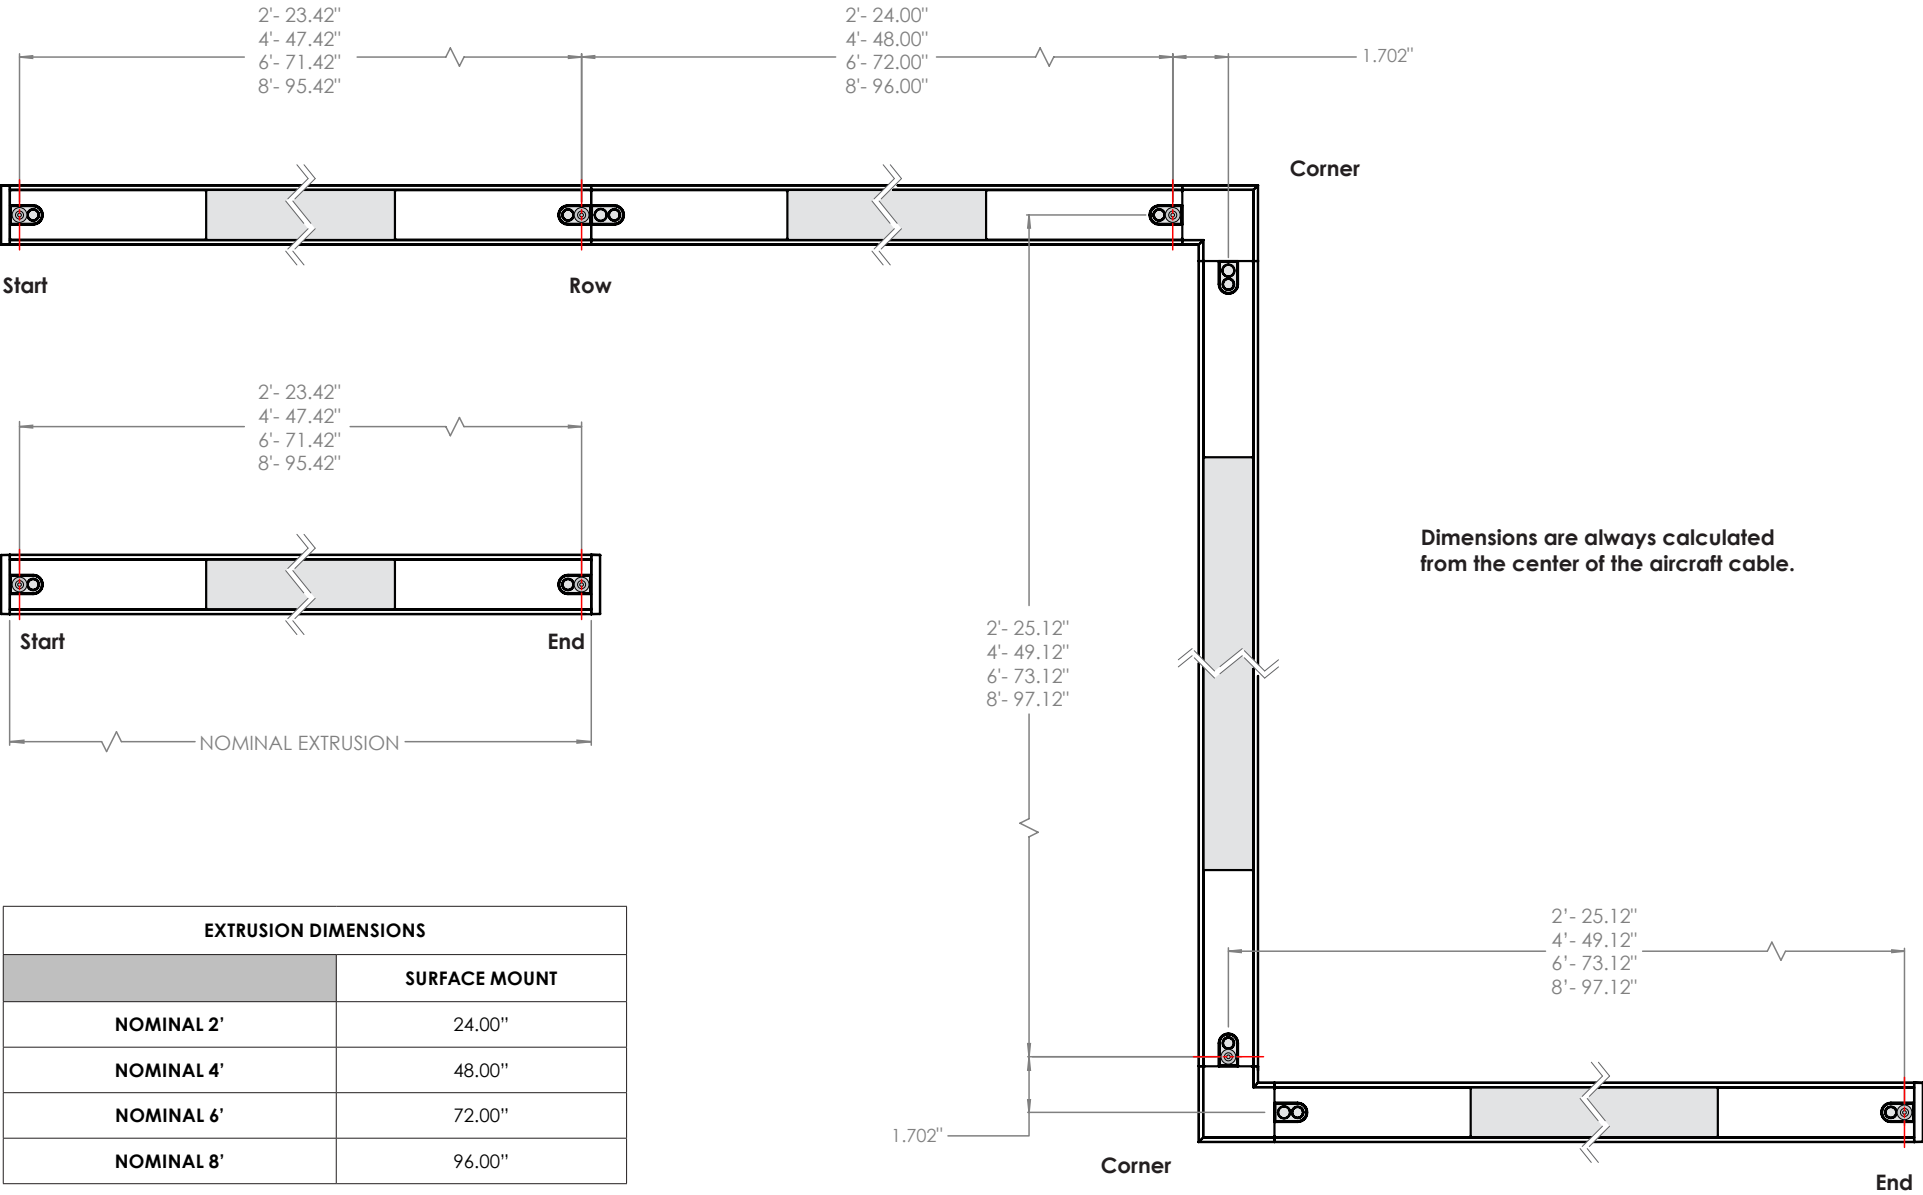 2'- 23.42"
4'- 47.42"
6'- 71.42"
8'- 95.42"
2'- 24.00"
4'- 48.00"
6'- 72.00"
8'- 96.00"
1.702"
Corner
Start
Row
2'- 23.42"
4'- 47.42"
6'- 71.42"
8'- 95.42"
Start
End
NOMINAL EXTRUSION
Dimensions are always calculated
from the center of the aircraft cable.
2'- 25.12"
4'- 49.12"
6'- 73.12"
8'- 97.12"
EXTRUSION DIMENSIONS
SURFACE MOUNT
NOMINAL 2’ 24.00”
NOMINAL 4’ 48.00”
NOMINAL 6’ 72.00”
NOMINAL 8’ 96.00”
2’- 25.12"
4’- 49.12"
6’- 73.12"
8’- 97.12"
1.702"
Corner
End